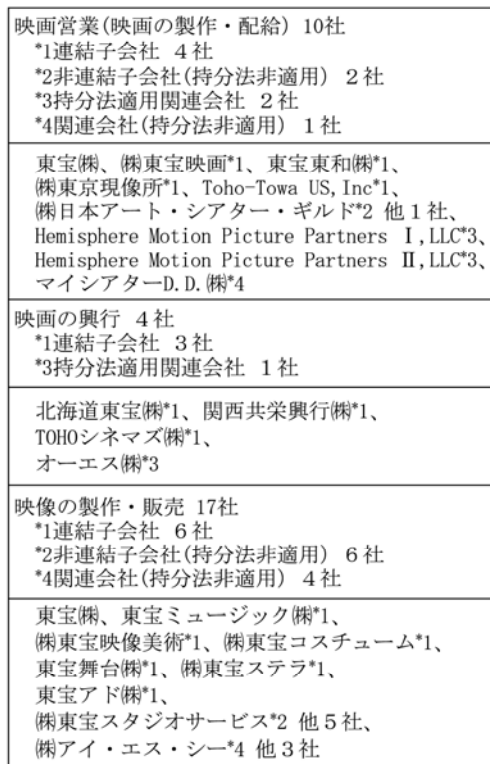 映画営業(映画の製作・配給) 10社
*1連結子会社 4社
*2非連結子会社(持分法非適用) 2社
*3持分法適用関連会社 2社
*4関連会社(持分法非適用) 1社
東宝㈱、㈱東宝映画*1、東宝東和㈱*1、
㈱東京現像所*1、Toho-Towa US,Inc*1、
㈱日本アート・シアター・ギルド*2 他1社、
Hemisphere Motion Picture Partners Ⅰ,LLC*3、
Hemisphere Motion Picture Partners Ⅱ,LLC*3、
マイシアターD.D.㈱*4
映画の興行 4社
*1連結子会社 3社
*3持分法適用関連会社 1社
北海道東宝㈱*1、関西共栄興行㈱*1、
TOHOシネマズ㈱*1、
オーエス㈱*3
映像の製作・販売 17社
*1連結子会社 6社
*2非連結子会社(持分法非適用) 6社
*4関連会社(持分法非適用) 4社
東宝㈱、東宝ミュージック㈱*1、
㈱東宝映像美術*1、㈱東宝コスチューム*1、
東宝舞台㈱*1、㈱東宝ステラ*1、
東宝アド㈱*1、
㈱東宝スタジオサービス*2 他5社、
㈱アイ・エス・シー*4 他3社